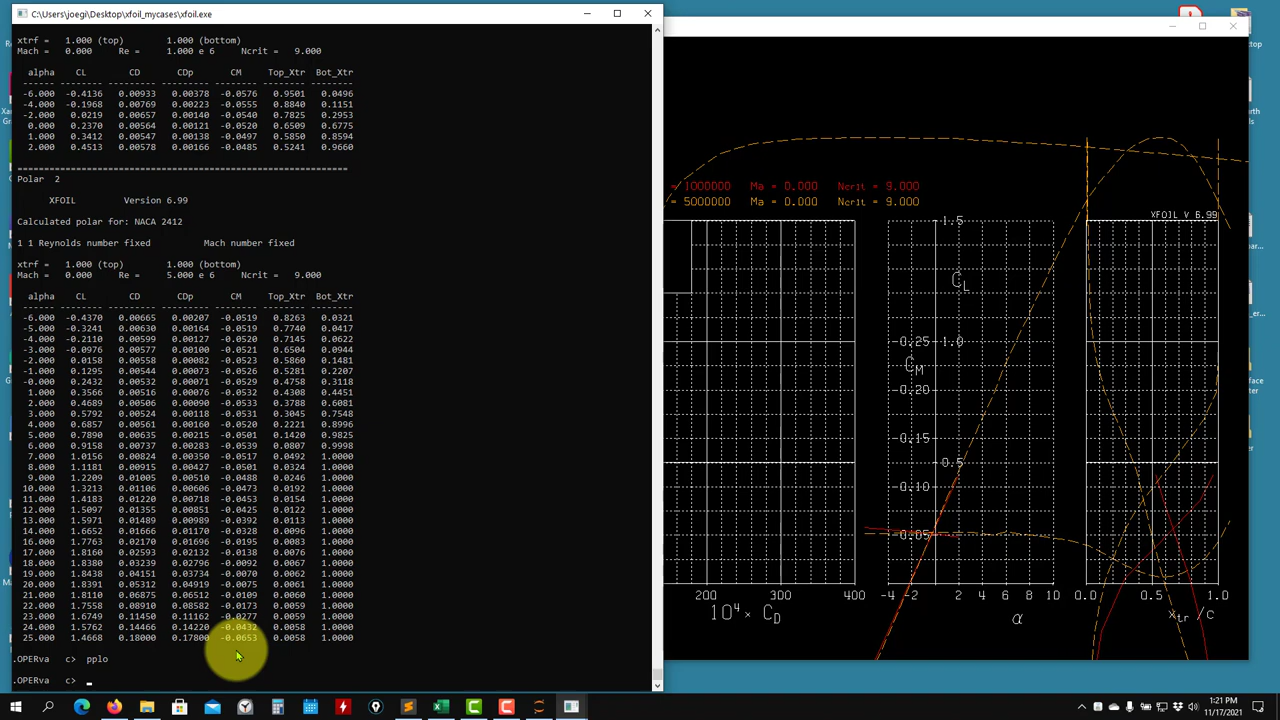 C:\Users\joegi\Desktop\xfoil_mycases\xfoil.exe
xtrf = 1.000 (top) 1.000 (bottom)
Mach = 0.000 Re = 1.000 e 6 Ncrit = 9.000
alpha CL CD CDp CM Top_Xtr Bot_Xtr
------ -------- --------- --------- -------- ------- -------
-6.000 -0.4136 0.00933 0.00378 -0.0576 0.9501 0.0496
-4.000 -0.1968 0.00769 0.00223 -0.0555 0.8840 0.1151
-2.000 0.0219 0.00657 0.00140 -0.0540 0.7825 0.2953
0.000 0.2370 0.00564 0.00121 -0.0520 0.6509 0.6775
1.000 0.3412 0.00547 0.00138 -0.0497 0.5850 0.8594
2.000 0.4513 0.00578 0.00166 -0.0485 0.5241 0.9660
==============================================================
Polar 2
XFOIL Version 6.99
Calculated polar for: NACA 2412
1 1 Reynolds number fixed Mach number fixed
xtrf = 1.000 (top) 1.000 (bottom)
Mach = 0.000 Re = 5.000 e 6 Ncrit = 9.000
alpha CL CD CDp CM Top_Xtr Bot_Xtr
------ -------- --------- --------- -------- ------- -------
-6.000 -0.4370 0.00665 0.00207 -0.0519 0.8263 0.0321
-5.000 -0.3241 0.00630 0.00164 -0.0519 0.7740 0.0417
-4.000 -0.2110 0.00599 0.00127 -0.0520 0.7145 0.0622
-3.000 -0.0976 0.00577 0.00100 -0.0521 0.6504 0.0944
-2.000 0.0158 0.00558 0.00082 -0.0523 0.5860 0.1481
-1.000 0.1295 0.00544 0.00073 -0.0526 0.5281 0.2207
-0.000 0.2432 0.00532 0.00071 -0.0529 0.4758 0.3118
1.000 0.3566 0.00516 0.00076 -0.0532 0.4308 0.4451
2.000 0.4689 0.00506 0.00090 -0.0533 0.3788 0.6081
3.000 0.5792 0.00524 0.00118 -0.0531 0.3045 0.7548
4.000 0.6857 0.00561 0.00160 -0.0520 0.2221 0.8996
5.000 0.7890 0.00635 0.00215 -0.0501 0.1420 0.9825
6.000 0.9158 0.00737 0.00283 -0.0539 0.0807 0.9998
7.000 1.0156 0.00824 0.00350 -0.0517 0.0492 1.0000
8.000 1.1181 0.00915 0.00427 -0.0501 0.0324 1.0000
9.000 1.2209 0.01005 0.00510 -0.0488 0.0246 1.0000
10.000 1.3213 0.01106 0.00606 -0.0473 0.0197 1.0000
11.000 1.4183 0.01220 0.00718 -0.0453 0.0154 1.0000
12.000 1.5097 0.01355 0.00851 -0.0425 0.0122 1.0000
13.000 1.5971 0.01489 0.00989 -0.0392 0.0113 1.0000
14.000 1.6652 0.01666 0.01170 -0.0328 0.0096 1.0000
16.000 1.7763 0.02170 0.01696 -0.0195 0.0083 1.0000
17.000 1.8160 0.02593 0.02132 -0.0138 0.0076 1.0000
18.000 1.8380 0.03239 0.02796 -0.0092 0.0067 1.0000
19.000 1.8438 0.04151 0.03734 -0.0070 0.0062 1.0000
20.000 1.8391 0.05312 0.04919 -0.0075 0.0061 1.0000
21.000 1.8110 0.06875 0.06512 -0.0109 0.0060 1.0000
22.000 1.7558 0.08910 0.08582 -0.0173 0.0059 1.0000
23.000 1.6749 0.11450 0.11162 -0.0277 0.0059 1.0000
24.000 1.5762 0.14466 0.14220 -0.0432 0.0058 1.0000
25.000 1.4668 0.18000 0.17800 -0.0653 0.0058 1.0000
.OPERva c> pplo
.OPERva c> _
= 1000000 Ma = 0.000 Ncrit = 9.000
= 5000000 Ma = 0.000 Ncrit = 9.000
XFOIL V 6.99
1.5
CL
-0.25 1.0
CM
-0.20
-0.15
0.5
-0.10
-0.05
200 300 400
10^4 × CD
-4 -2 0 2 4 6 8 10
α
0.0 0.5 1.0
xtr/c
1:21 PM
11/17/2021